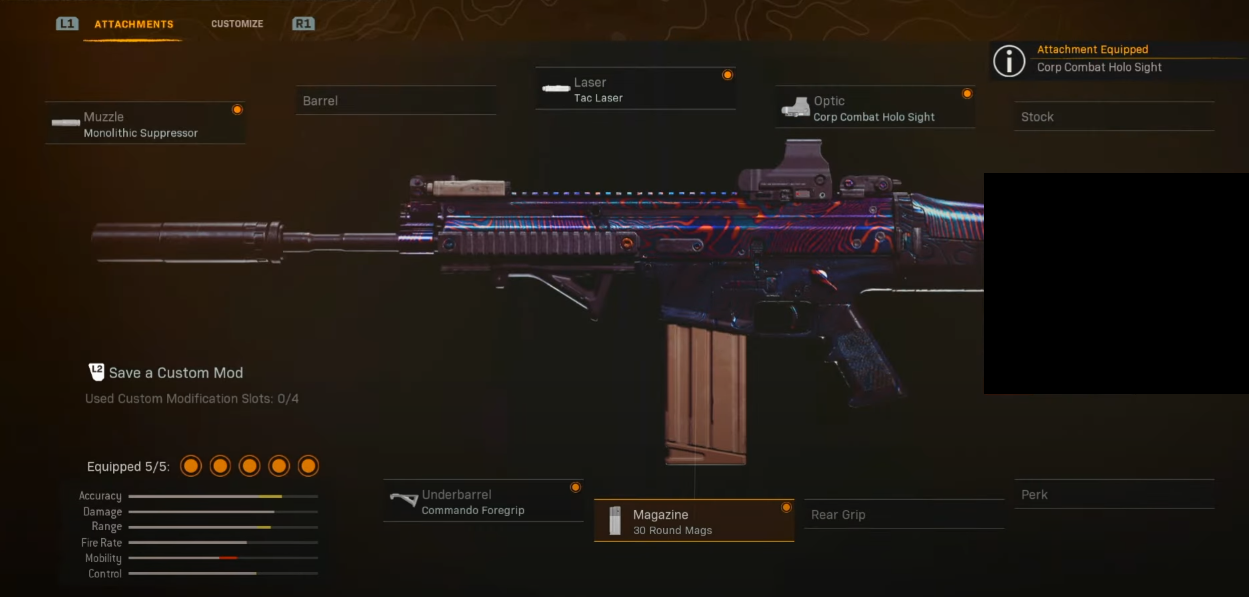 L1 ATTACHMENTS CUSTOMIZE R1
Attachment Equipped
Corp Combat Holo Sight
Muzzle
Monolithic Suppressor
Barrel
Laser
Tac Laser
Optic
Corp Combat Holo Sight
Stock
L2 Save a Custom Mod
Used Custom Modification Slots: 0/4
Equipped 5/5:
Accuracy
Damage
Range
Fire Rate
Mobility
Control
Underbarrel
Commando Foregrip
Magazine
30 Round Mags
Rear Grip
Perk